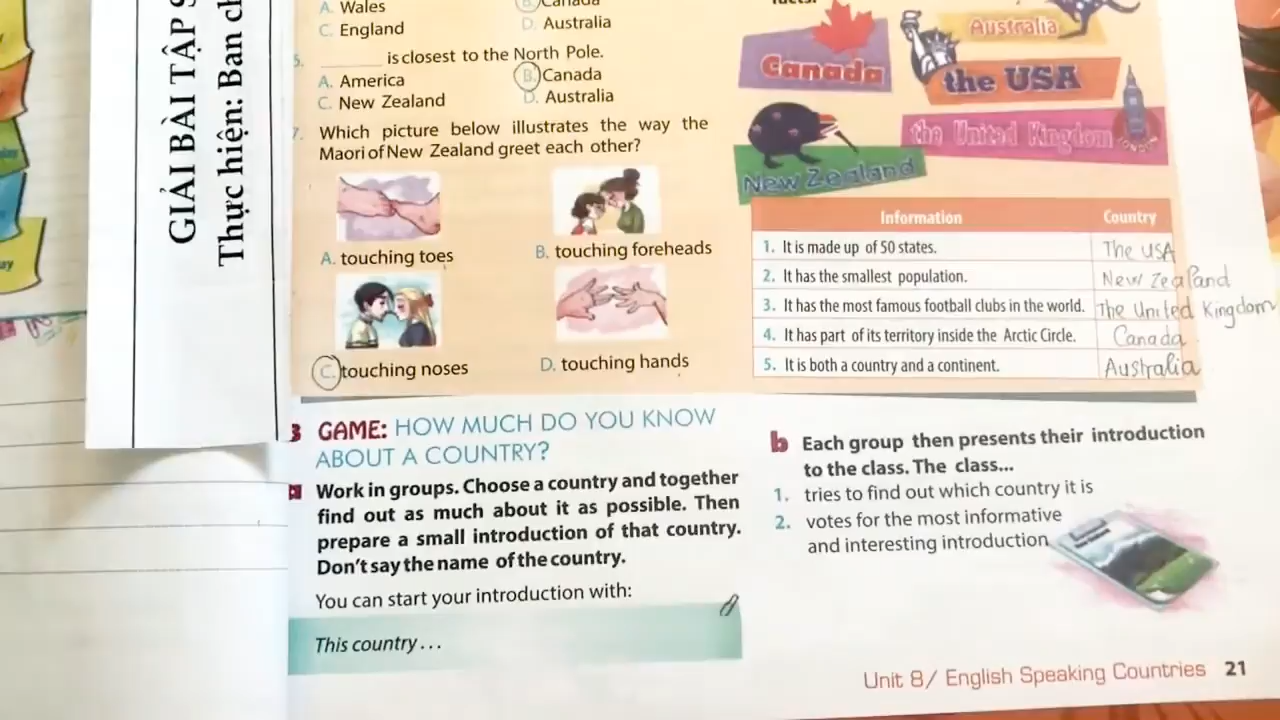 GIẢI BÀI TẬP
Thực hiện: Ban
A. Wales
B. Canada
C. England
D. Australia
is closest to the North Pole.
A. America
B. Canada
C. New Zealand
D. Australia
7. Which picture below illustrates the way the
Maori of New Zealand greet each other?
A. touching toes
B. touching foreheads
C. touching noses
D. touching hands
facts.
Australia
Canada
the USA
the United Kingdom
New Zealand
Information Country
1. It is made up of 50 states. The USA
2. It has the smallest population. New Zealand
3. It has the most famous football clubs in the world. The United Kingdom
4. It has part of its territory inside the Arctic Circle. Canada
5. It is both a country and a continent. Australia
3 GAME: HOW MUCH DO YOU KNOW
ABOUT A COUNTRY?
a Work in groups. Choose a country and together
find out as much about it as possible. Then
prepare a small introduction of that country.
Don't say the name of the country.
You can start your introduction with:
This country...
b Each group then presents their introduction
to the class. The class...
1. tries to find out which country it is
2. votes for the most informative
and interesting introduction
Unit 8/ English Speaking Countries 21